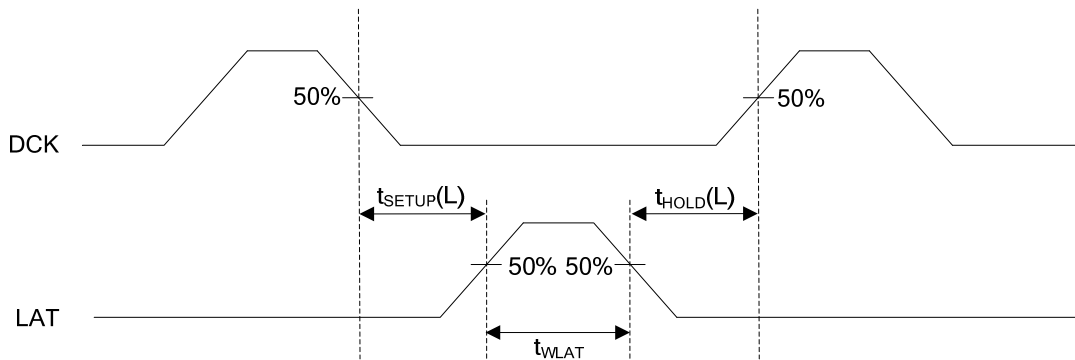 50%
50%
DCK
tSETUP(L)
tHOLD(L)
50% 50%
LAT
tWLAT